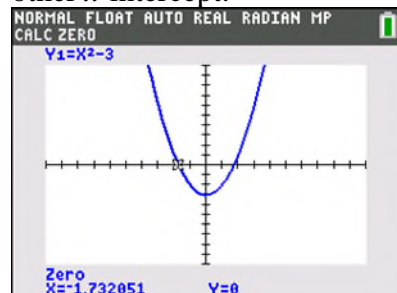 NORMAL FLOAT AUTO REAL RADIAN MP
CALC ZERO
Y1=X²-3
Zero
X=-1.732051 Y=0